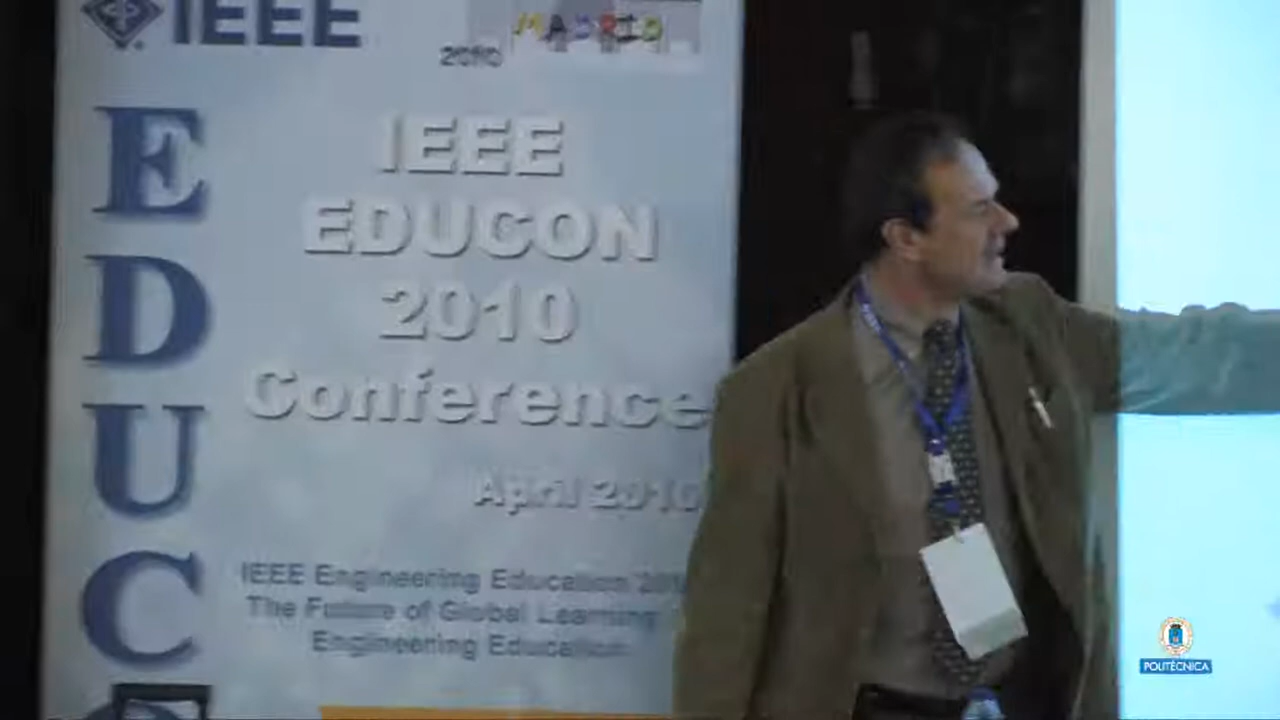 IEEE
MADRID
2010
EDUCO
IEEE
EDUCON
2010
Conference
April 2010
IEEE Engineering Education
The Future of Global Learning
Engineering Education
POLITÉCNICA